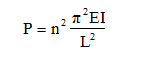 P = n² π²EI / L²